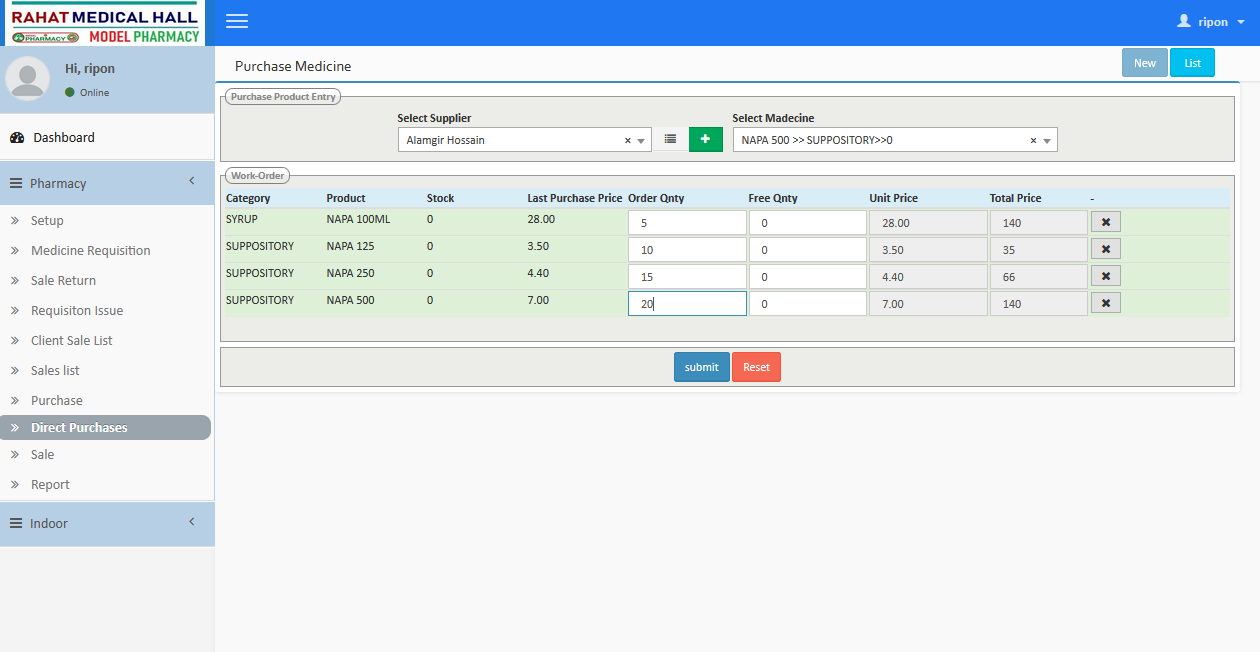 RAHAT MEDICAL HALL
PHARMACY MODEL PHARMACY
ripon
Hi, ripon
Online
Purchase Medicine
New List
Dashboard
Pharmacy
Setup
Medicine Requisition
Sale Return
Requisiton Issue
Client Sale List
Sales list
Purchase
Direct Purchases
Sale
Report
Indoor
Purchase Product Entry
Select Supplier Select Madecine
Alamgir Hossain × NAPA 500 >> SUPPOSITORY>>0 ×
Work-Order
Category Product Stock Last Purchase Price Order Qnty Free Qnty Unit Price Total Price -
SYRUP NAPA 100ML 0 28.00 5 0 28.00 140
SUPPOSITORY NAPA 125 0 3.50 10 0 3.50 35
SUPPOSITORY NAPA 250 0 4.40 15 0 4.40 66
SUPPOSITORY NAPA 500 0 7.00 20 0 7.00 140
submit Reset